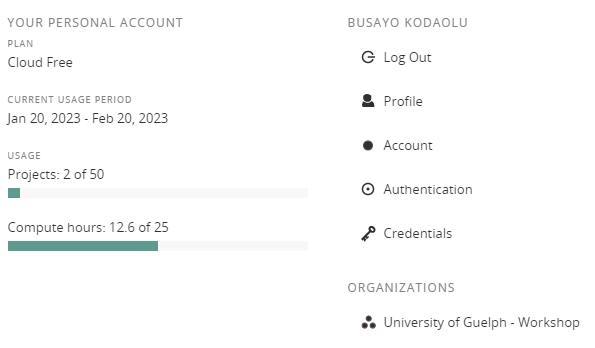 YOUR PERSONAL ACCOUNT
PLAN
Cloud Free
CURRENT USAGE PERIOD
Jan 20, 2023 - Feb 20, 2023
USAGE
Projects: 2 of 50
Compute hours: 12.6 of 25
BUSAYO KODAOLU
Log Out
Profile
Account
Authentication
Credentials
ORGANIZATIONS
University of Guelph - Workshop